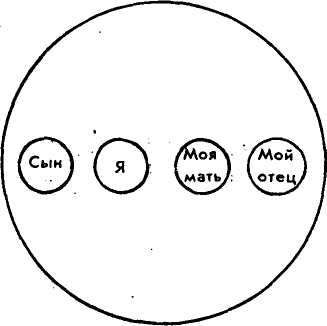 Сын
Я
Моя
мать
Мой
отец